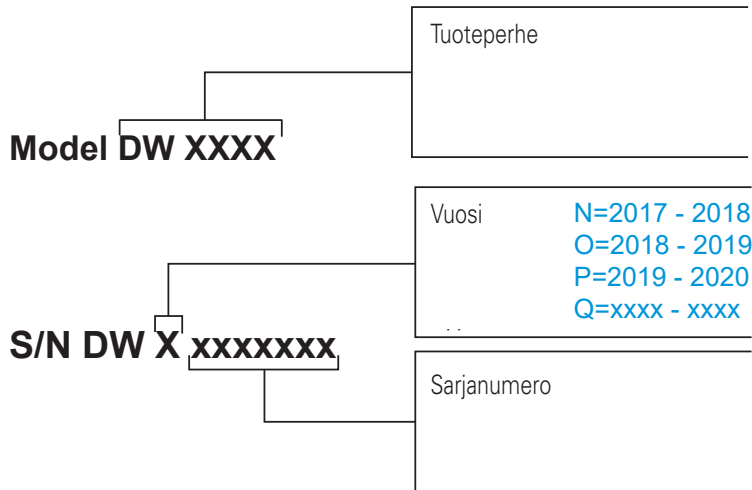 Tuoteperhe
Model DW XXXX
Vuosi
N=2017 - 2018
O=2018 - 2019
P=2019 - 2020
Q=xxxx - xxxx
S/N DW X xxxxxxx
Sarjanumero